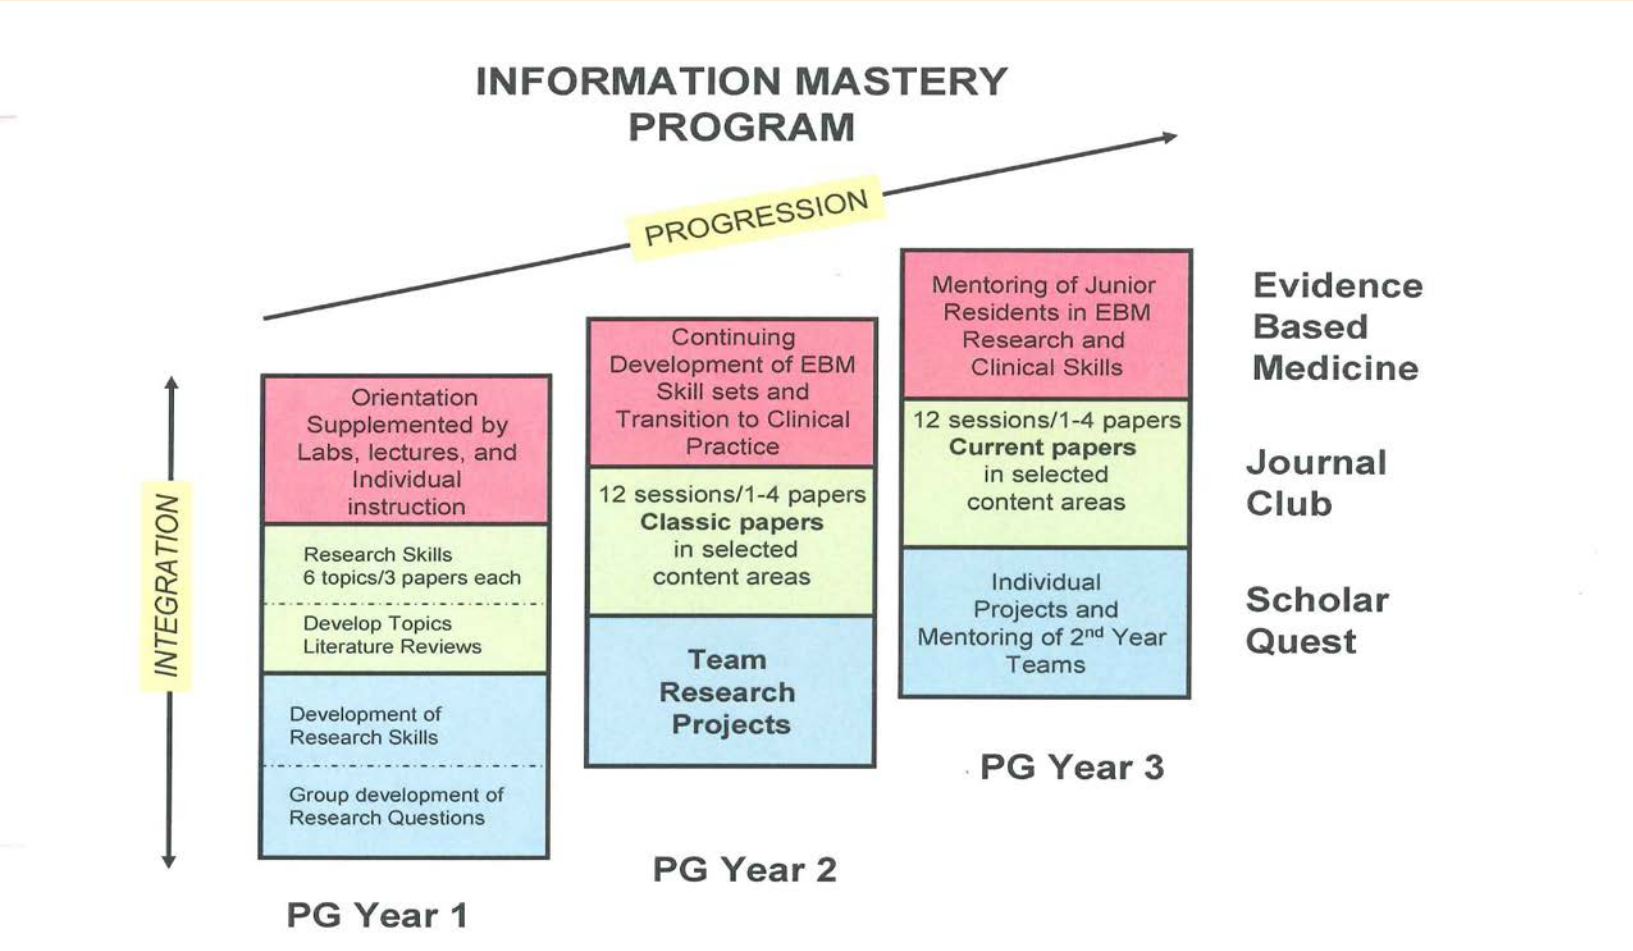 INFORMATION MASTERY
PROGRAM
PROGRESSION
INTEGRATION
Orientation
Supplemented by
Labs, lectures, and
Individual
instruction
Research Skills
6 topics/3 papers each
Develop Topics
Literature Reviews
Development of
Research Skills
Group development of
Research Questions
PG Year 1
Continuing
Development of EBM
Skill sets and
Transition to Clinical
Practice
12 sessions/1-4 papers
Classic papers
in selected
content areas
Team
Research
Projects
PG Year 2
Mentoring of Junior
Residents in EBM
Research and
Clinical Skills
12 sessions/1-4 papers
Current papers
in selected
content areas
Individual
Projects and
Mentoring of 2nd Year
Teams
PG Year 3
Evidence
Based
Medicine
Journal
Club
Scholar
Quest